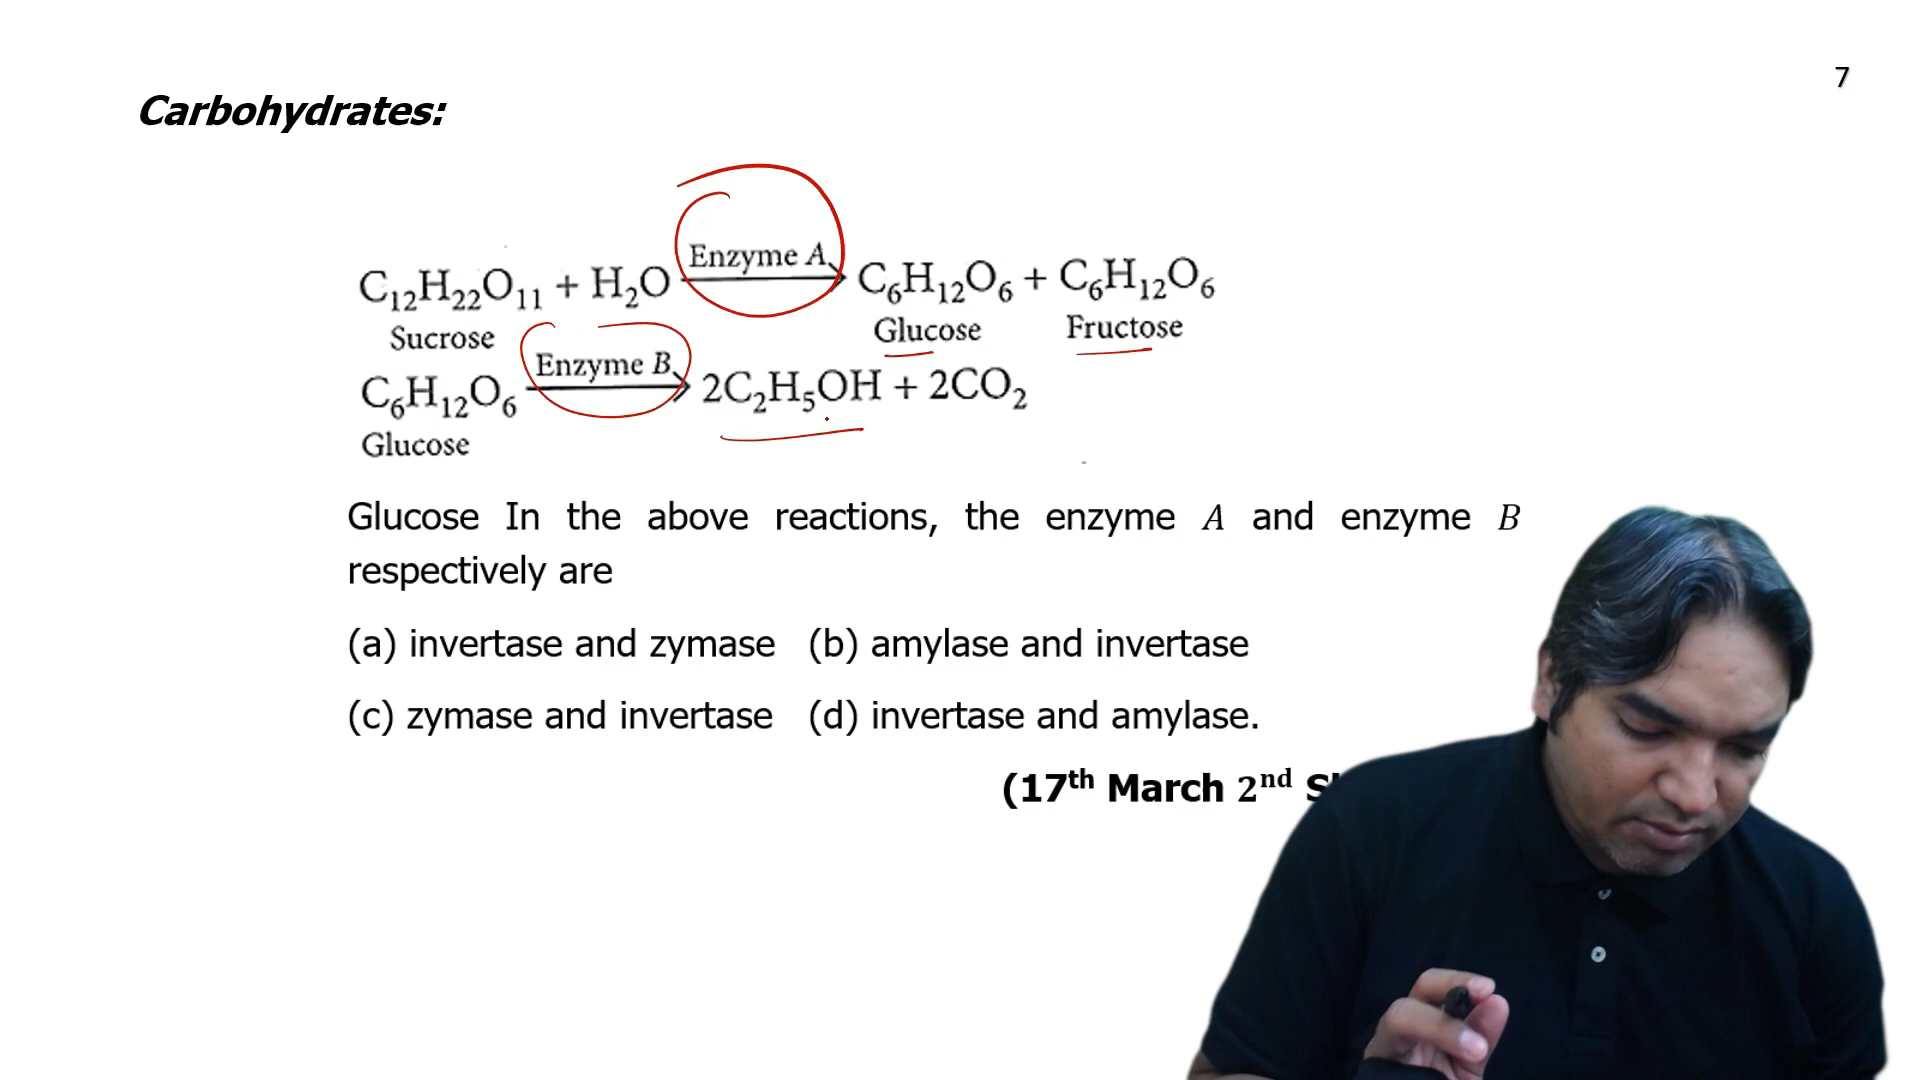 7
Carbohydrates:
C₁₂H₂₂O₁₁ + H₂O Enzyme A → C₆H₁₂O₆ + C₆H₁₂O₆
Sucrose Glucose Fructose
C₆H₁₂O₆ Enzyme B → 2C₂H₅OH + 2CO₂
Glucose
Glucose In the above reactions, the enzyme A and enzyme B
respectively are
(a) invertase and zymase (b) amylase and invertase
(c) zymase and invertase (d) invertase and amylase.
(17th March 2nd